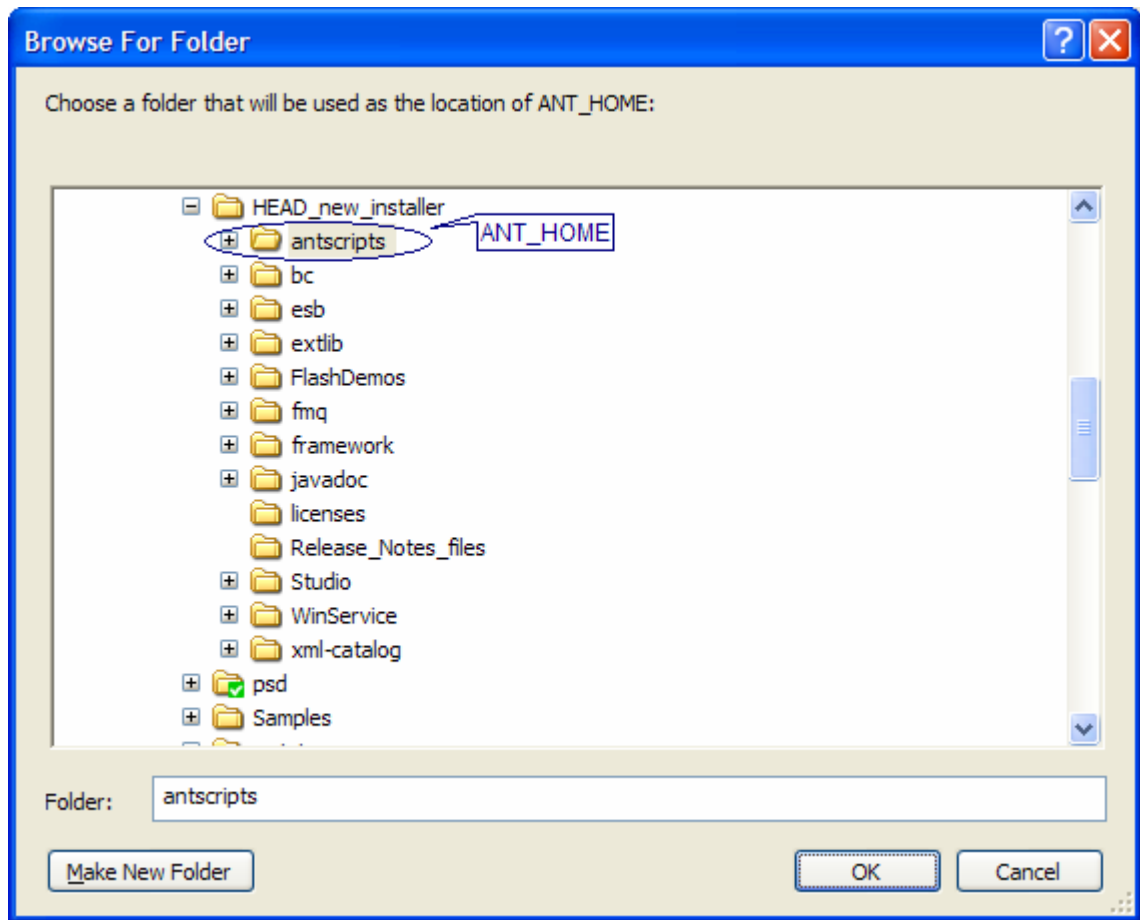 Browse For Folder
Choose a folder that will be used as the location of ANT_HOME:
HEAD_new_installer
antscripts
ANT_HOME
bc
esb
extlib
FlashDemos
fmq
framework
javadoc
licenses
Release_Notes_files
Studio
WinService
xml-catalog
psd
Samples
Folder: antscripts
Make New Folder OK Cancel